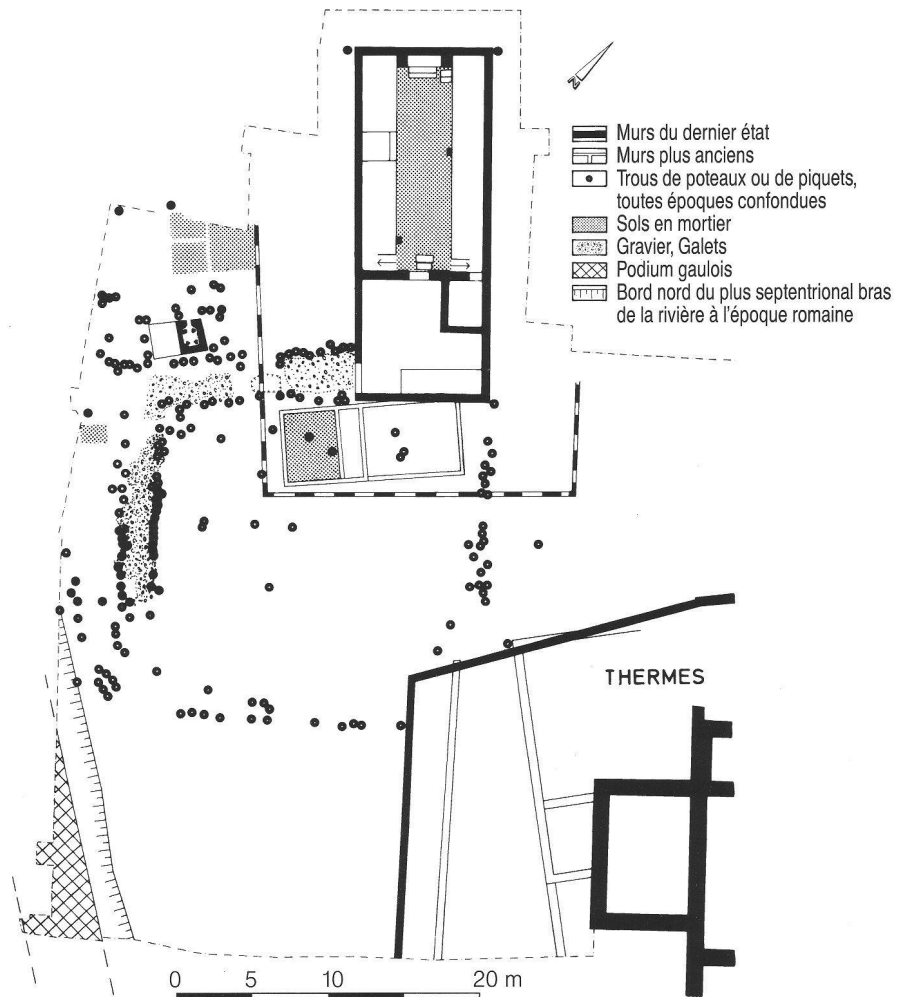 N
Murs du dernier état
Murs plus anciens
Trous de poteaux ou de piquets,
toutes époques confondues
Sols en mortier
Gravier, Galets
Podium gaulois
Bord nord du plus septentrional bras
de la rivière à l'époque romaine
THERMES
0 5 10 20 m